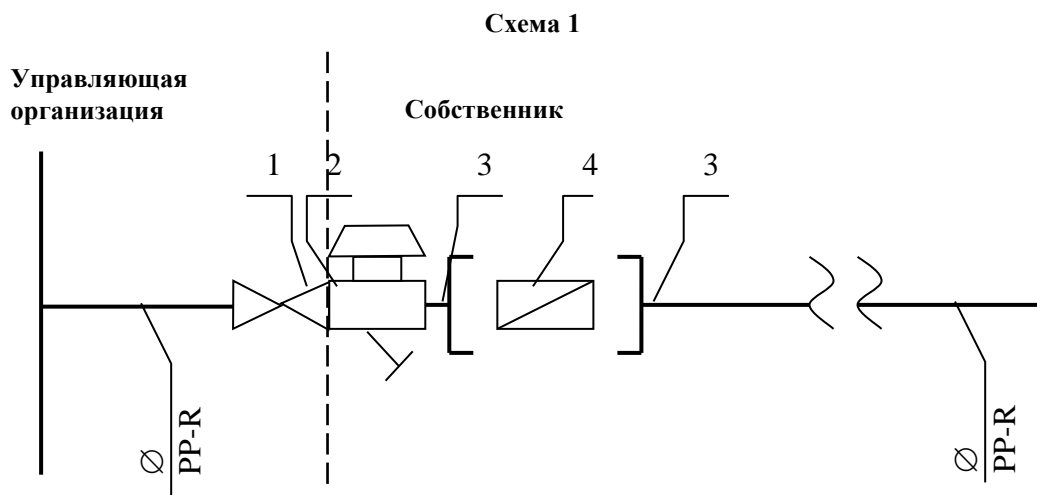 Схема 1
Управляющая
организация
Собственник
1 2 3 4 3
∅
PP-R
∅
PP-R